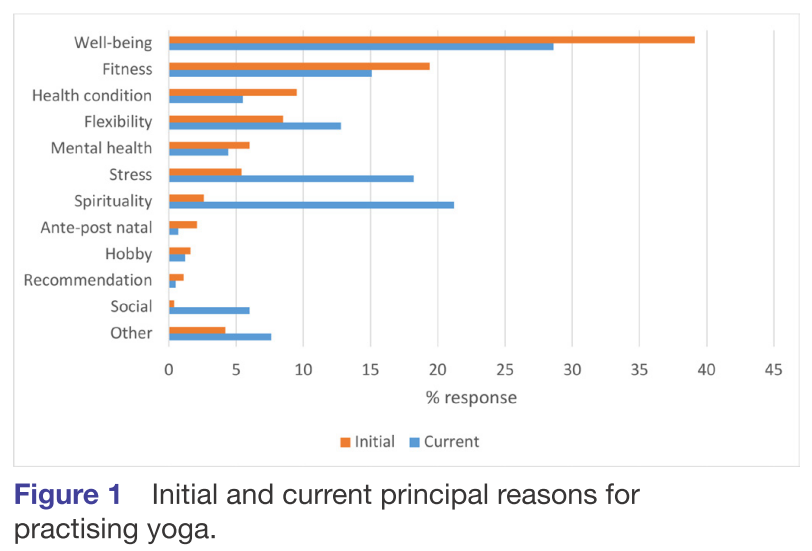 Well-being
Fitness
Health condition
Flexibility
Mental health
Stress
Spirituality
Ante-post natal
Hobby
Recommendation
Social
Other
0 5 10 15 20 25 30 35 40 45
% response
Initial Current
Figure 1 Initial and current principal reasons for
practising yoga.